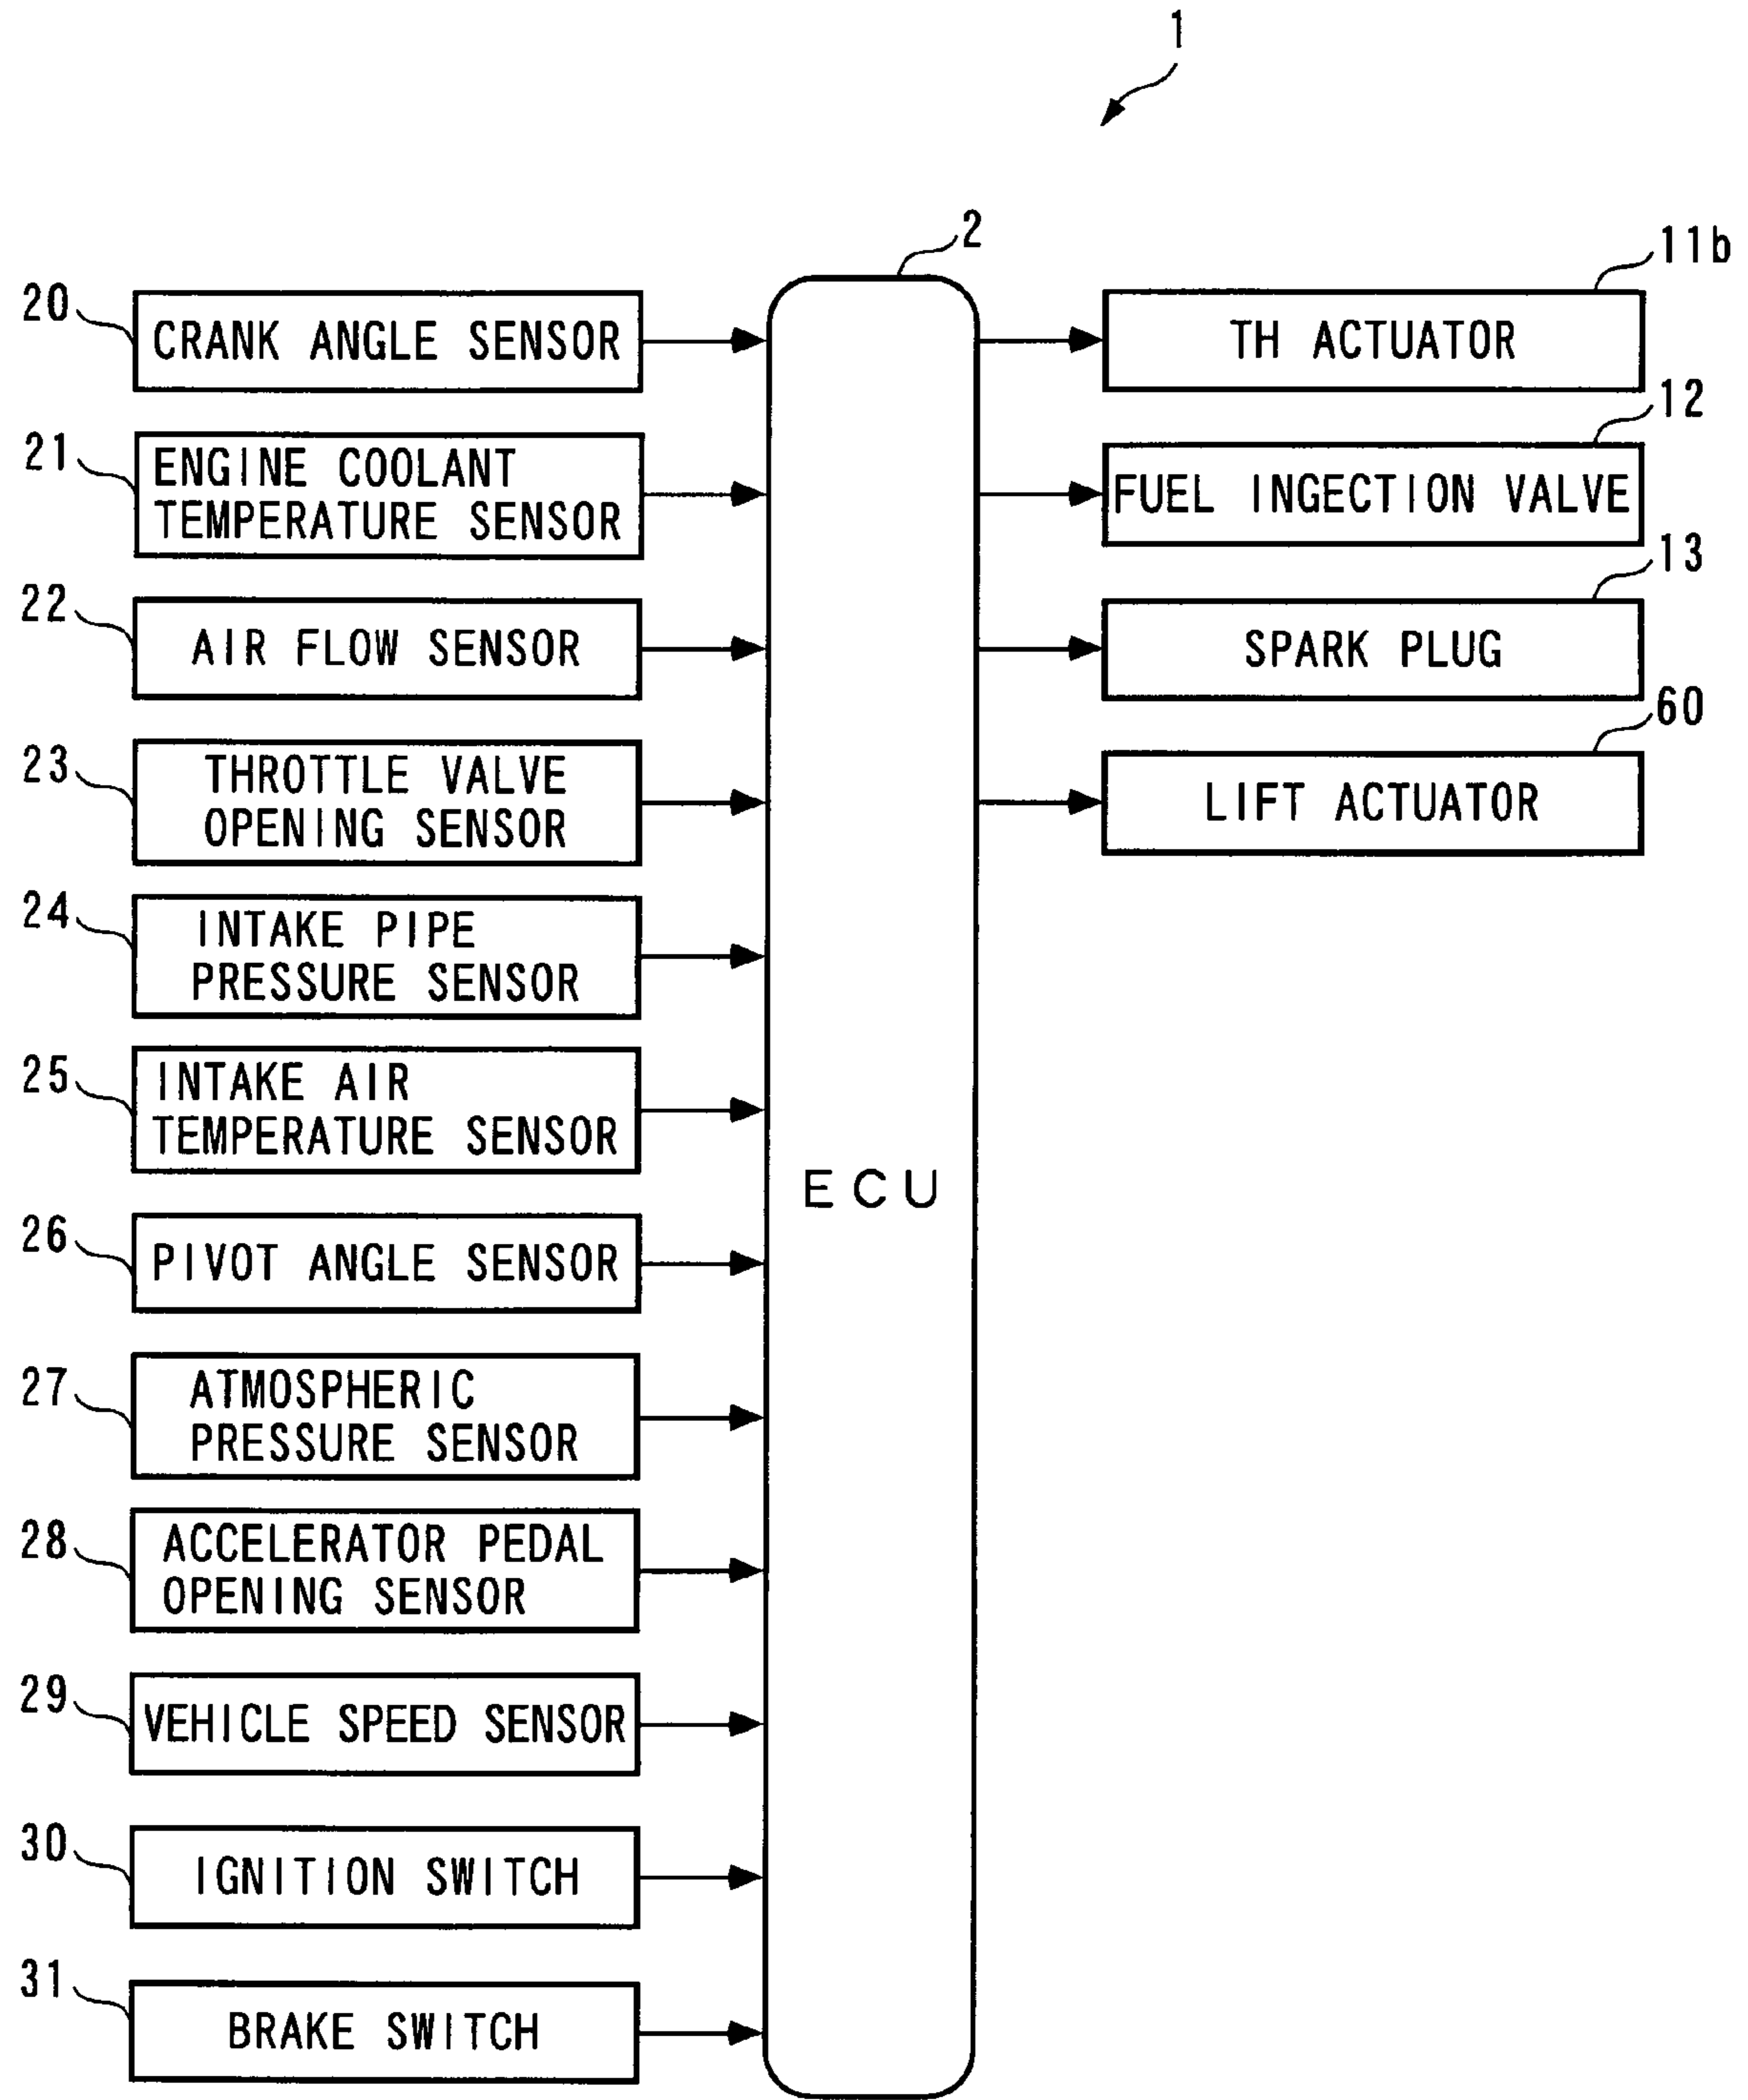 1
2
20
CRANK ANGLE SENSOR
21
ENGINE COOLANT
TEMPERATURE SENSOR
22
AIR FLOW SENSOR
23
THROTTLE VALVE
OPENING SENSOR
24
INTAKE PIPE
PRESSURE SENSOR
25
INTAKE AIR
TEMPERATURE SENSOR
26
PIVOT ANGLE SENSOR
27
ATMOSPHERIC
PRESSURE SENSOR
28
ACCELERATOR PEDAL
OPENING SENSOR
29
VEHICLE SPEED SENSOR
30
IGNITION SWITCH
31
BRAKE SWITCH
ECU
11b
TH ACTUATOR
12
FUEL INGECTION VALVE
13
SPARK PLUG
60
LIFT ACTUATOR